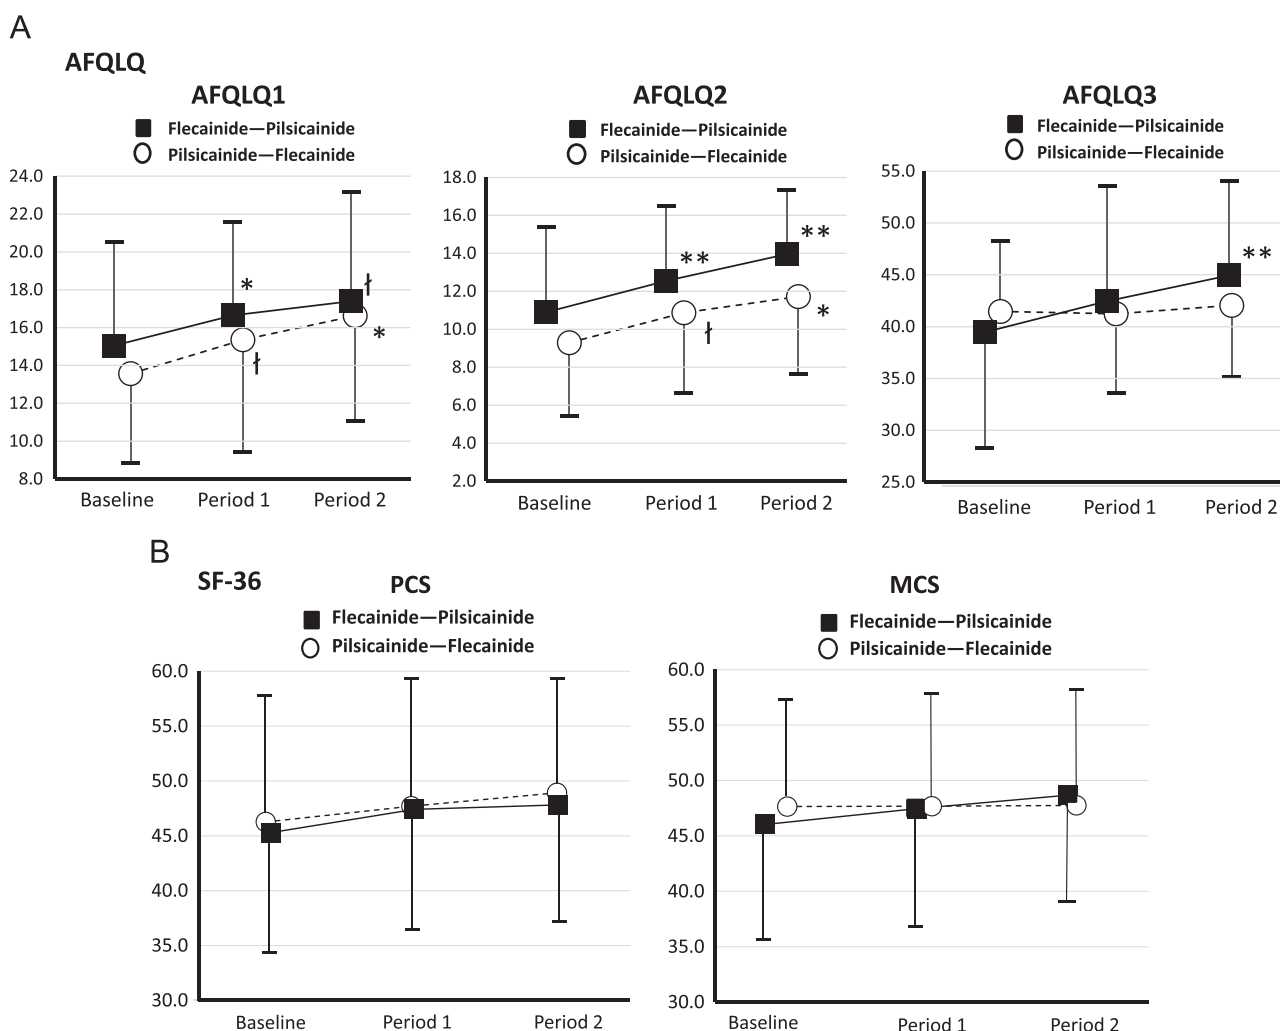 A
AFQLQ
AFQLQ1
Flecainide—Pilsicainide
Pilsicainide—Flecainide
24.0
22.0
20.0
18.0
16.0
14.0
12.0
10.0
8.0
*
ƚ
ƚ
*
Baseline Period 1 Period 2
AFQLQ2
Flecainide—Pilsicainide
Pilsicainide—Flecainide
18.0
16.0
14.0
12.0
10.0
8.0
6.0
4.0
2.0
**
**
ƚ
*
Baseline Period 1 Period 2
AFQLQ3
Flecainide—Pilsicainide
Pilsicainide—Flecainide
55.0
50.0
45.0
40.0
35.0
30.0
25.0
**
Baseline Period 1 Period 2
B
SF-36
PCS
Flecainide—Pilsicainide
Pilsicainide—Flecainide
60.0
55.0
50.0
45.0
40.0
35.0
30.0
Baseline Period 1 Period 2
MCS
Flecainide—Pilsicainide
Pilsicainide—Flecainide
60.0
55.0
50.0
45.0
40.0
35.0
30.0
Baseline Period 1 Period 2